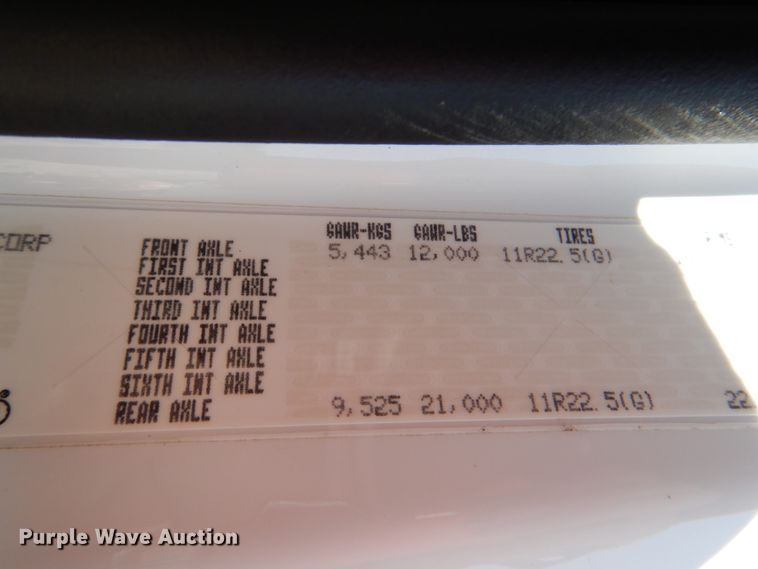 GAWR-KGS GAWR-LBS TIRES
CORP FRONT AXLE 5,443 12,000 11R22.5(G)
FIRST INT AXLE
SECOND INT AXLE
THIRD INT AXLE
FOURTH INT AXLE
FIFTH INT AXLE
SIXTH INT AXLE
REAR AXLE 9,525 21,000 11R22.5(G) 22.
Purple Wave Auction